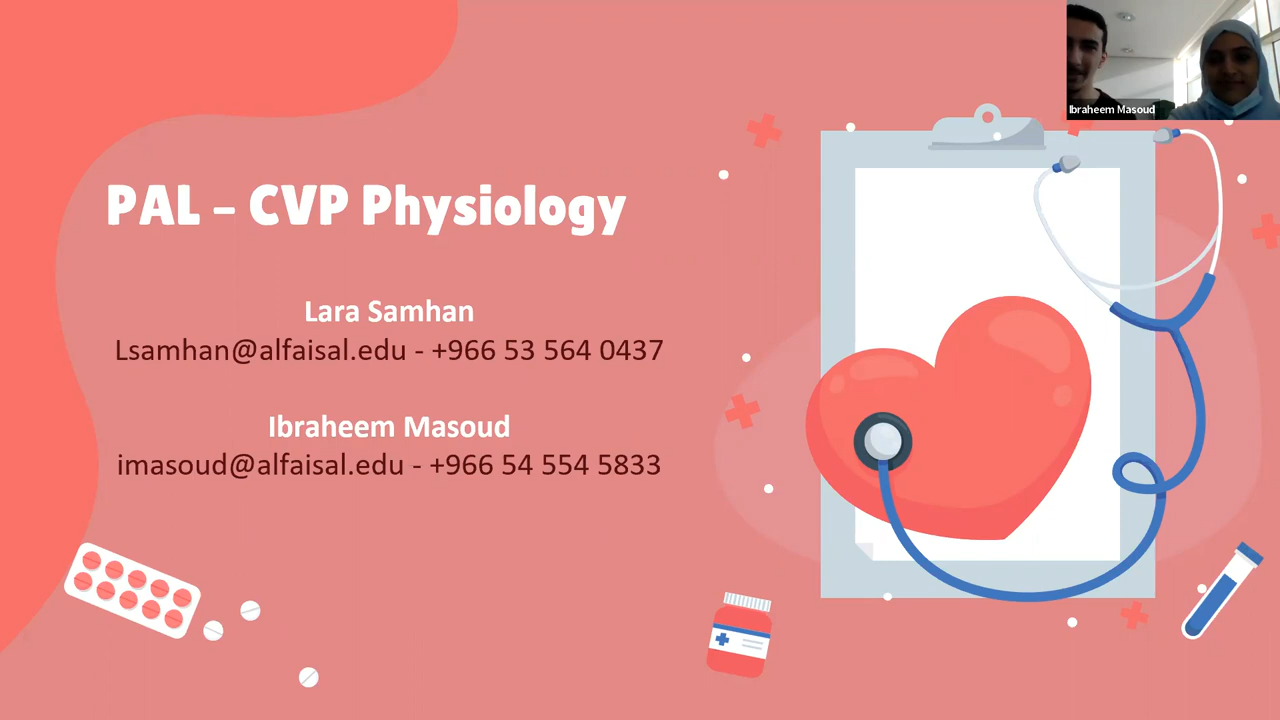 PAL – CVP Physiology
Lara Samhan
Lsamhan@alfaisal.edu - +966 53 564 0437
Ibraheem Masoud
imasoud@alfaisal.edu - +966 54 554 5833
Ibraheem Masoud